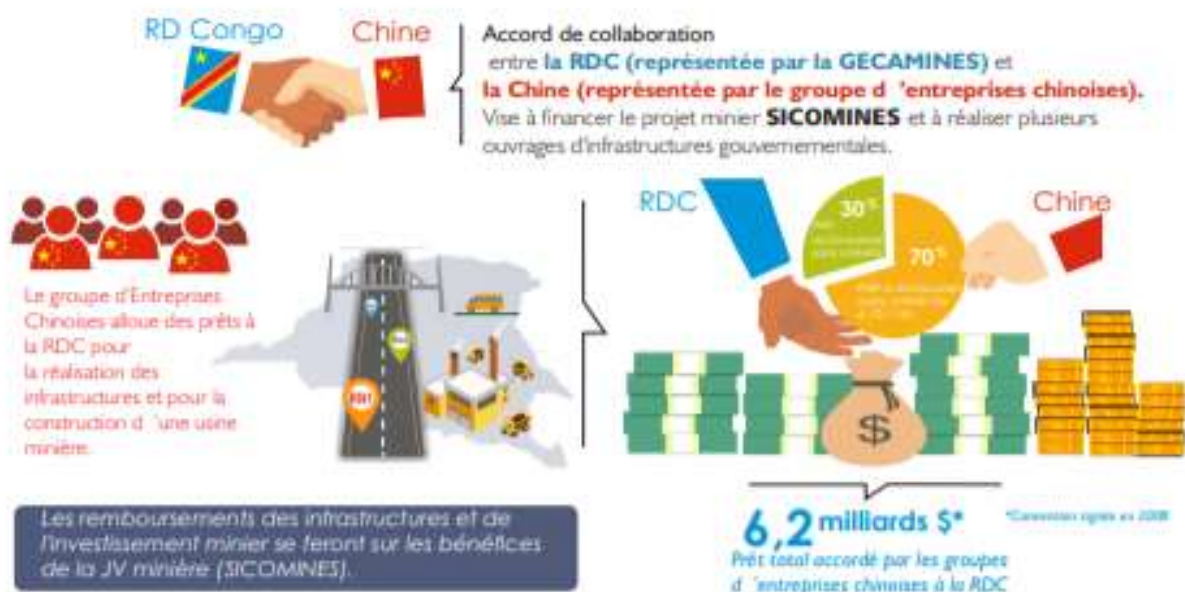 RD Congo
Chine
Accord de collaboration
entre la RDC (représentée par la GECAMINES) et
la Chine (représentée par le groupe d 'entreprises chinoises).
Vise à financer le projet minier SICOMINES et à réaliser plusieurs
ouvrages d'infrastructures gouvernementales.
Le groupe d'Entreprises
Chinoises alloue des prêts à
la RDC pour
la réalisation des
infrastructures et pour la
construction d 'une usine
minière.
RDC
30%
70%
Chine
Les remboursements des infrastructures et de
l'investissement minier se feront sur les bénéfices
de la JV minière (SICOMINES).
$
6,2 milliards $*
*Convention signée en 2008
Prêt total accordé par les groupes
d 'entreprises chinoises à la RDC